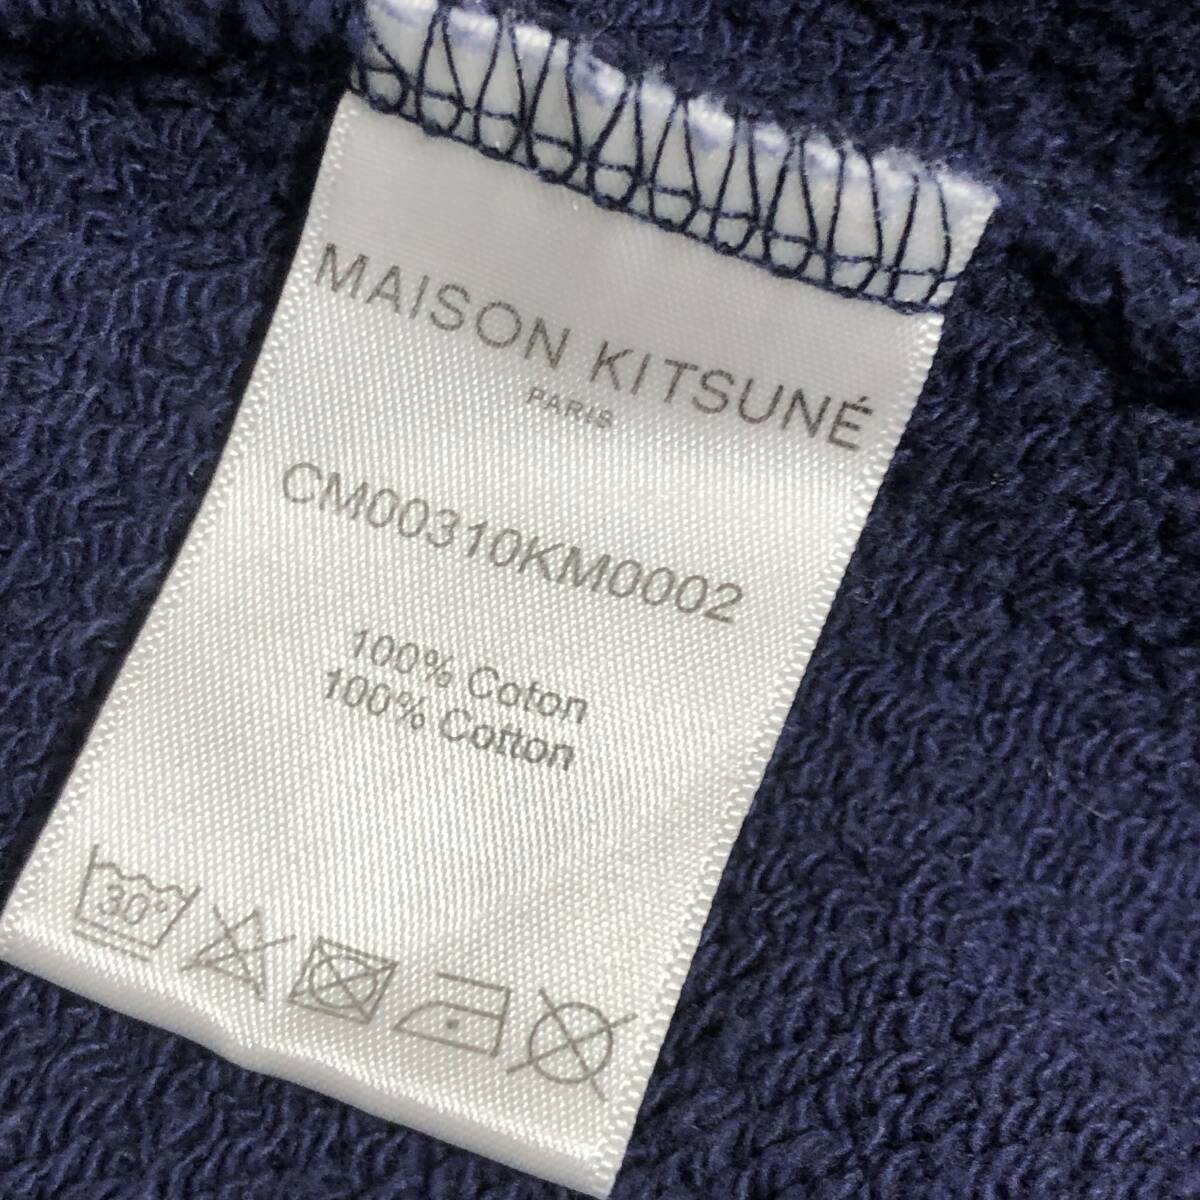 MAISON KITSUNÉ
PARIS
CM00310KM0002
100% Coton
100% Cotton
30°